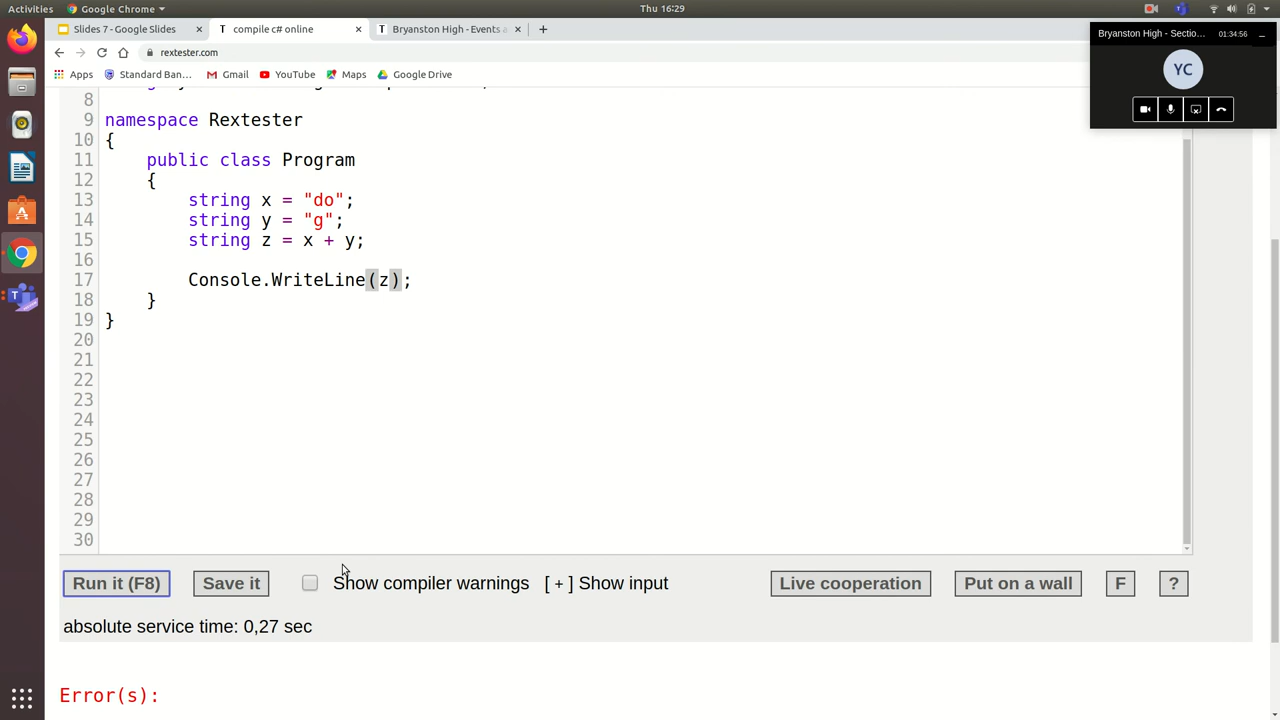 Activities
Google Chrome
Thu 16:29
Slides 7 - Google Slides
compile c# online
Bryanston High - Events a
rextester.com
Apps
Standard Ban...
Gmail
YouTube
Maps
Google Drive
Bryanston High - Sectio...
01:34:56
YC
8
9 namespace Rextester
10 {
11 public class Program
12 {
13 string x = "do";
14 string y = "g";
15 string z = x + y;
16
17 Console.WriteLine(z);
18 }
19 }
20
21
22
23
24
25
26
27
28
29
30
Run it (F8)
Save it
Show compiler warnings
[ + ] Show input
Live cooperation
Put on a wall
F
?
absolute service time: 0,27 sec
Error(s):